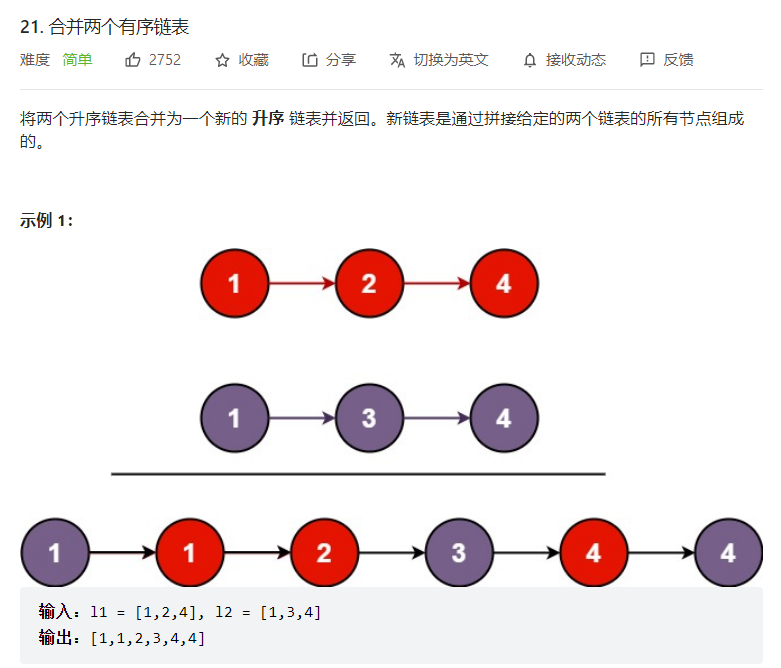 21. 合并两个有序链表
难度 简单 2752 收藏 分享 切换为英文 接收动态 反馈
将两个升序链表合并为一个新的 升序 链表并返回。新链表是通过拼接给定的两个链表的所有节点组成
的。
示例 1：
1 2 4
1 3 4
1 1 2 3 4 4
输入：l1 = [1,2,4], l2 = [1,3,4]
输出：[1,1,2,3,4,4]